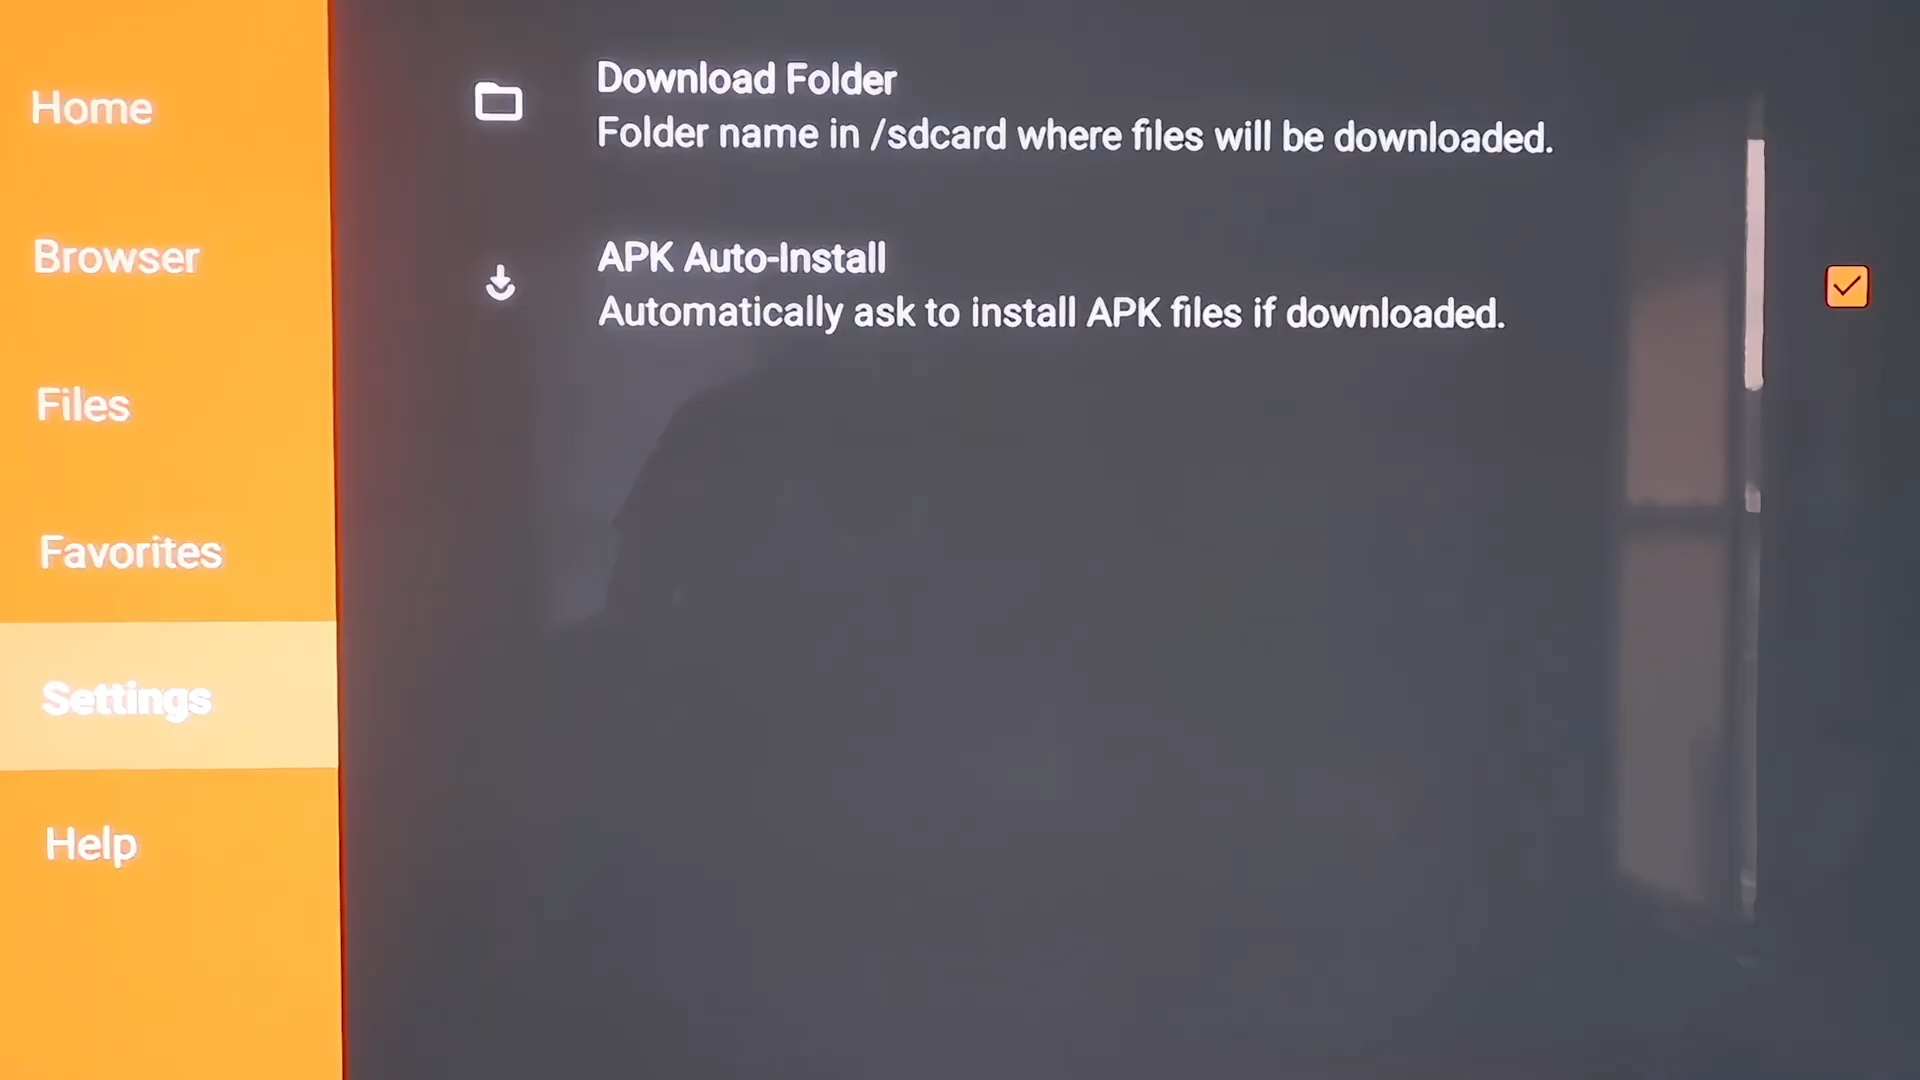 Home
Browser
Files
Favorites
Settings
Help
Download Folder
Folder name in /sdcard where files will be downloaded.
APK Auto-Install
Automatically ask to install APK files if downloaded.